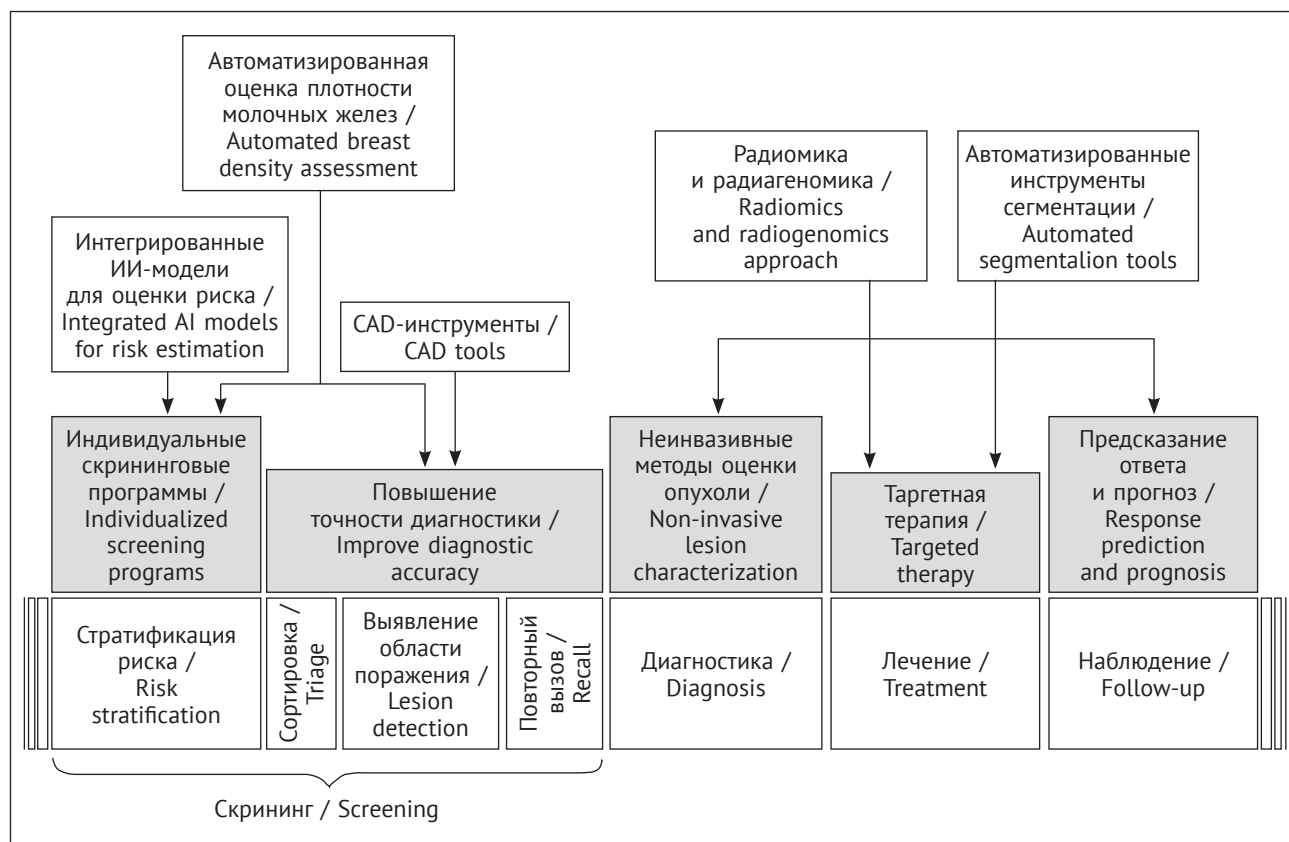 Автоматизированная
оценка плотности
молочных желез /
Automated breast
density assessment
Радиомика
и радиагеномика /
Radiomics
and radiogenomics
approach
Автоматизированные
инструменты
сегментации /
Automated
segmentalion tools
Интегрированные
ИИ-модели
для оценки риска /
Integrated AI models
for risk estimation
CAD-инструменты /
CAD tools
Индивидуальные
скрининговые
программы /
Individualized
screening
programs
Повышение
точности диагностики /
Improve diagnostic
accuracy
Неинвазивные
методы оценки
опухоли /
Non-invasive
lesion
characterization
Таргетная
терапия /
Targeted
therapy
Предсказание
ответа
и прогноз /
Response
prediction
and prognosis
Стратификация
риска /
Risk
stratification
Сортировка /
Triage
Выявление
области
поражения /
Lesion
detection
Повторный
вызов /
Recall
Диагностика /
Diagnosis
Лечение /
Treatment
Наблюдение /
Follow-up
Скрининг / Screening